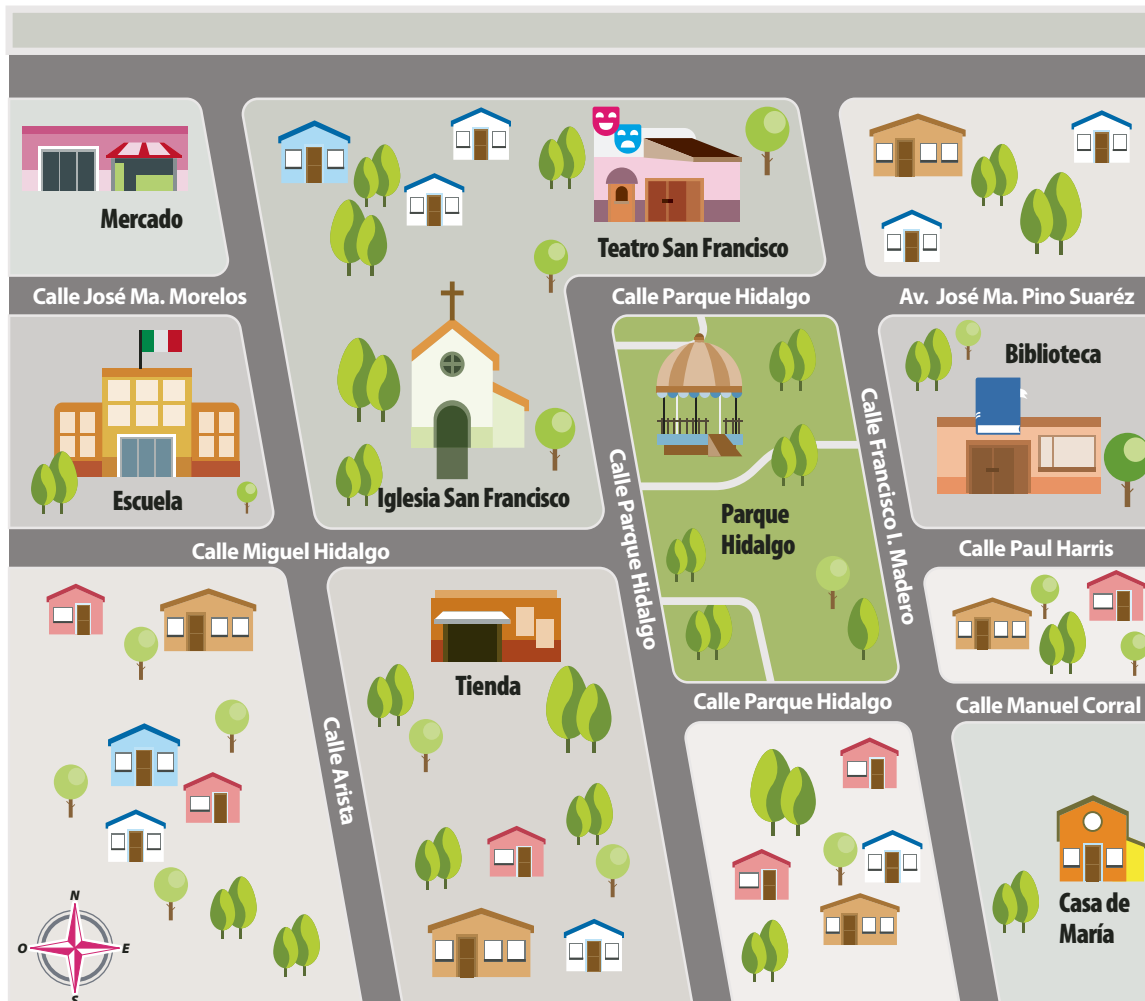 Mercado
Teatro San Francisco
Calle José Ma. Morelos
Calle Parque Hidalgo
Av. José Ma. Pino Suaréz
Escuela
Iglesia San Francisco
Calle Parque Hidalgo
Parque
Hidalgo
Calle Francisco I. Madero
Biblioteca
Calle Miguel Hidalgo
Calle Paul Harris
Tienda
Calle Arista
Calle Parque Hidalgo
Calle Manuel Corral
Casa de
María
N
O
E
S